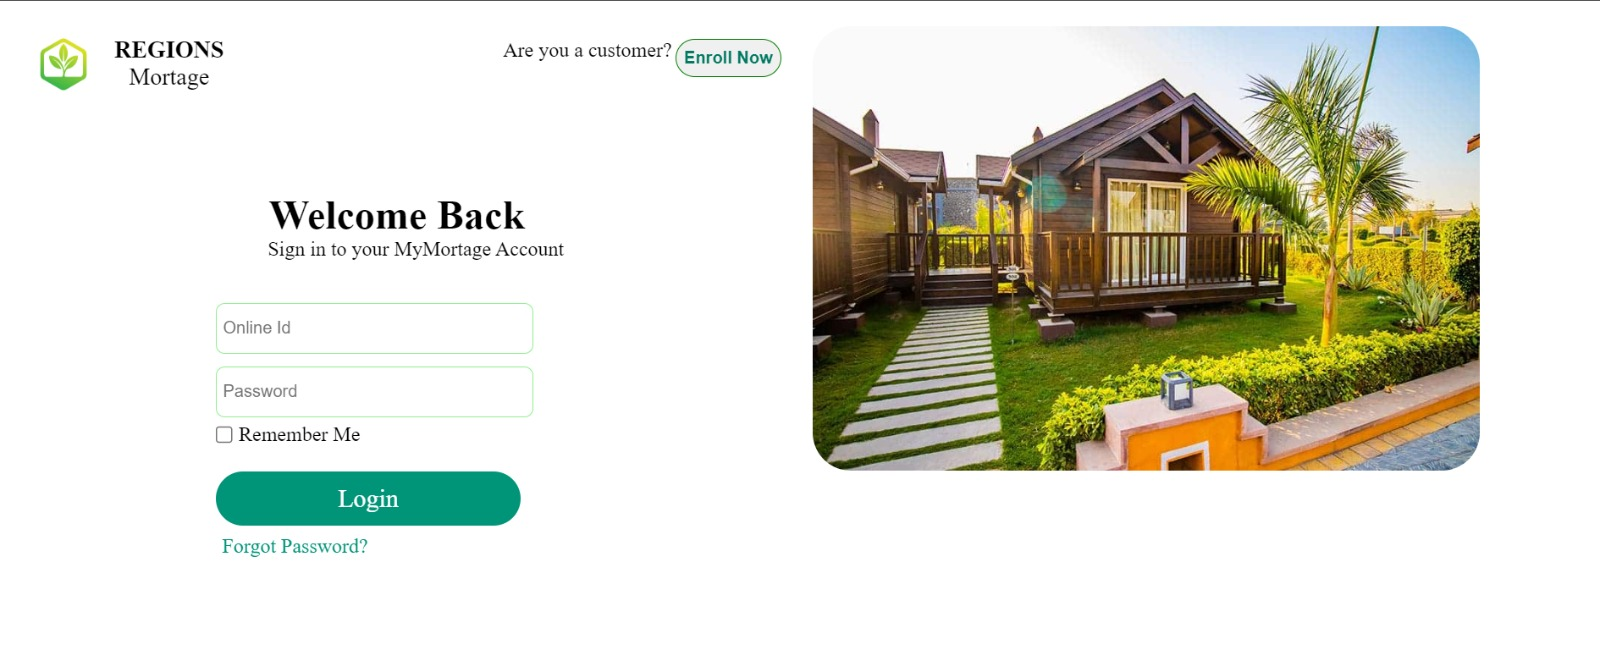 REGIONS
Mortage
Are you a customer? Enroll Now
Welcome Back
Sign in to your MyMortage Account
Online Id
Password
Remember Me
Login
Forgot Password?